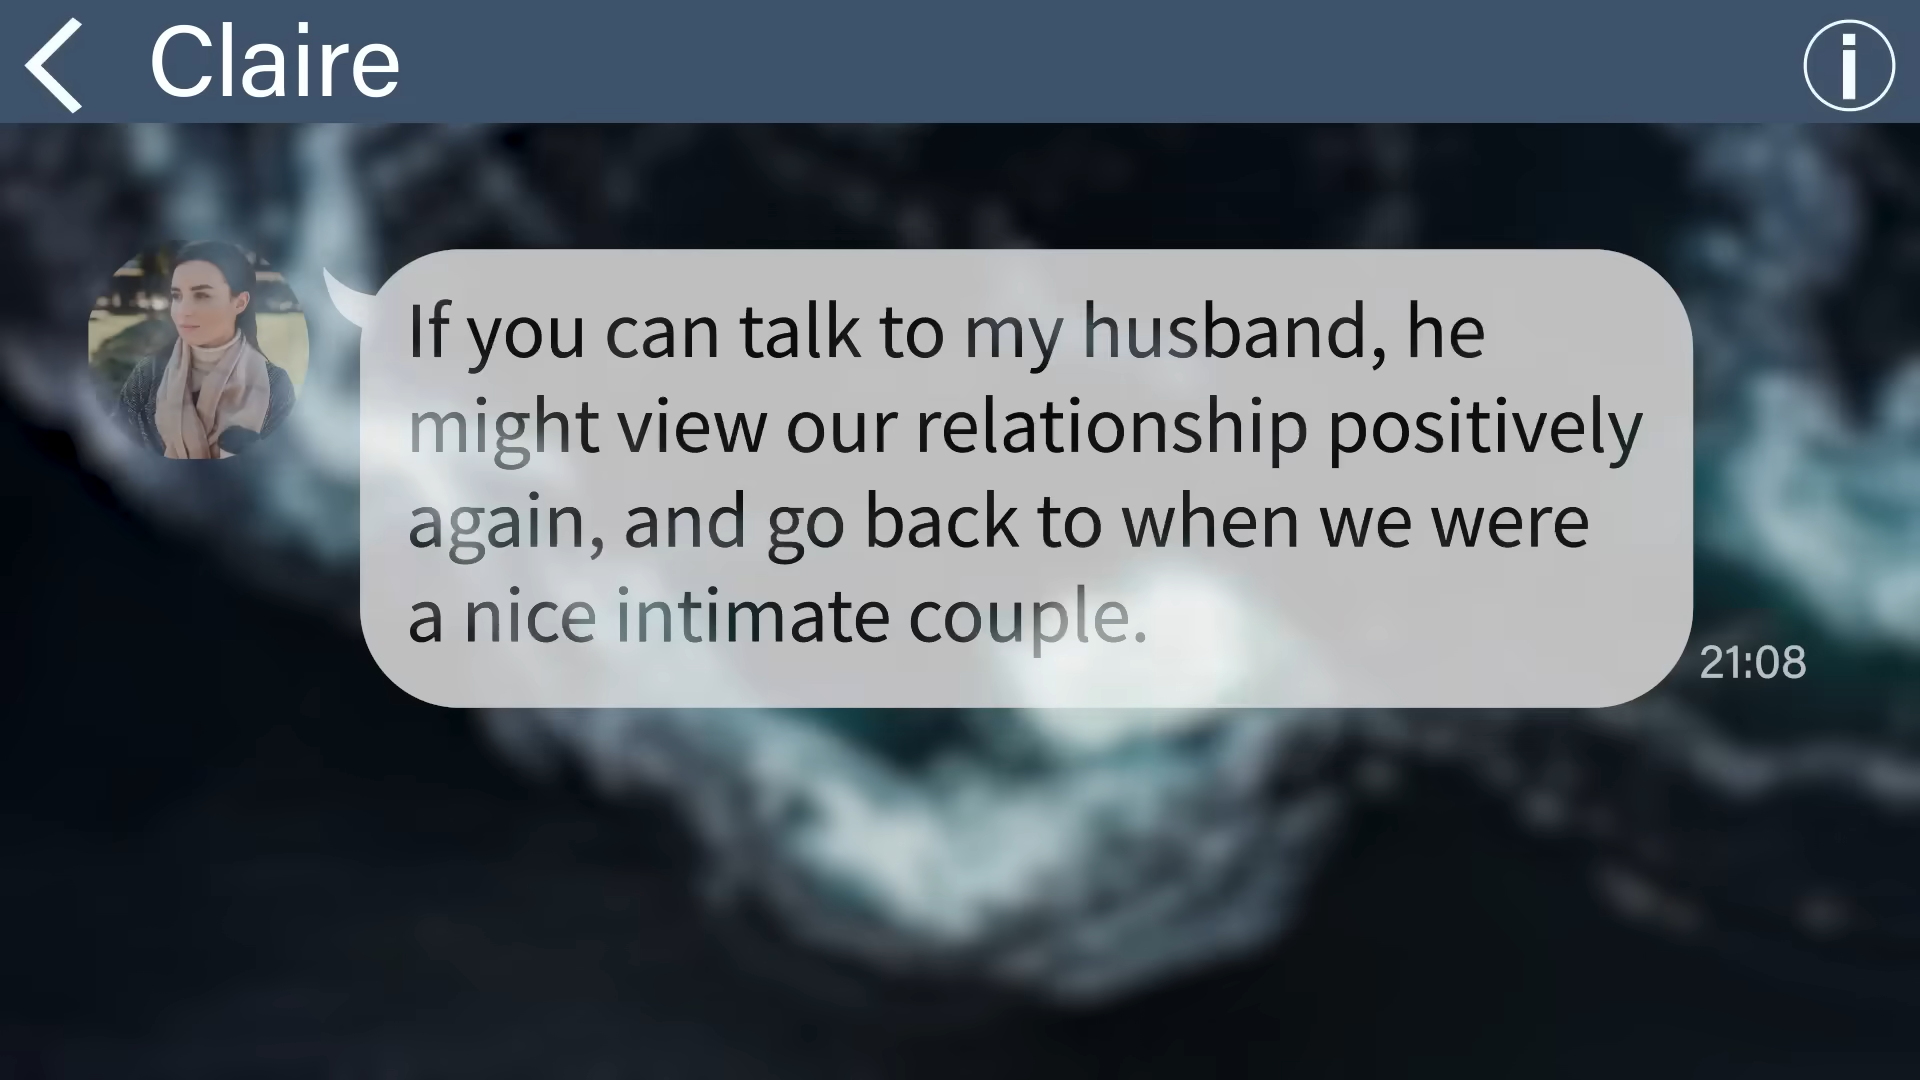 Claire
If you can talk to my husband, he
might view our relationship positively
again, and go back to when we were
a nice intimate couple.
21:08